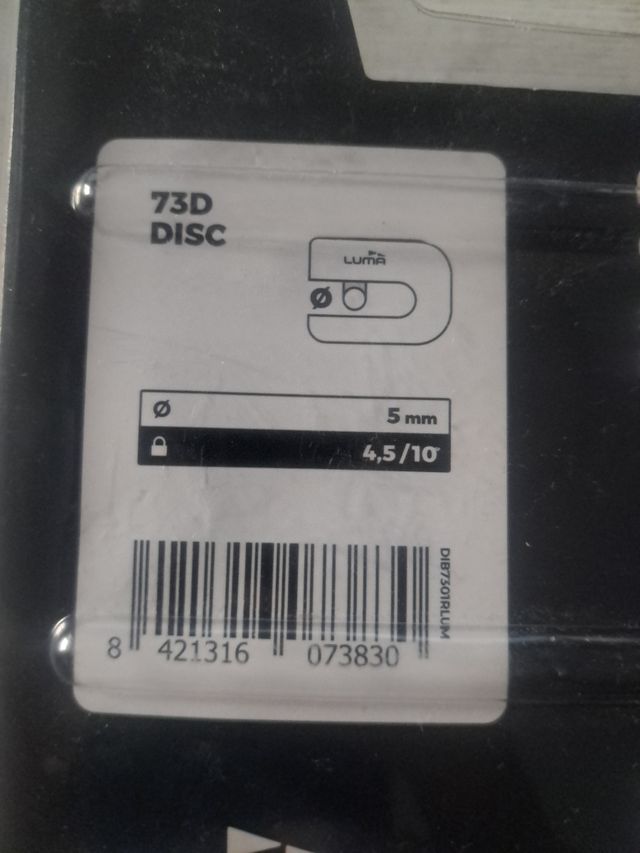 73D
DISC
LUMA
Ø
Ø 5 mm
4,5/10
8 421316 073830
DIB7301RLUM